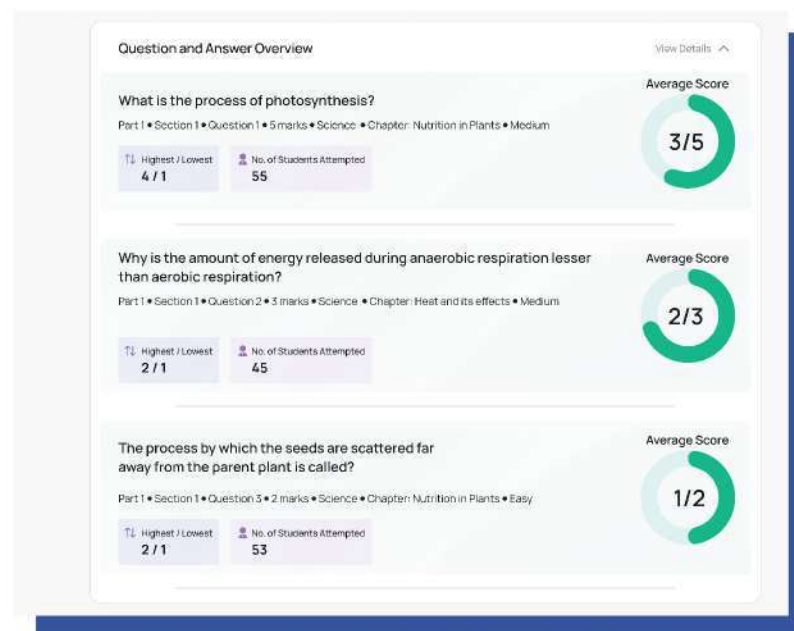 Question and Answer Overview
View Details
What is the process of photosynthesis?
Part 1 • Section 1 • Question 1 • 5 marks • Science • Chapter: Nutrition in Plants • Medium
Highest / Lowest
4 / 1
No. of Students Attempted
55
Average Score
3/5
Why is the amount of energy released during anaerobic respiration lesser
than aerobic respiration?
Part 1 • Section 1 • Question 2 • 3 marks • Science • Chapter: Heat and its effects • Medium
Highest / Lowest
2 / 1
No. of Students Attempted
45
Average Score
2/3
The process by which the seeds are scattered far
away from the parent plant is called?
Part 1 • Section 1 • Question 3 • 2 marks • Science • Chapter: Nutrition in Plants • Easy
Highest / Lowest
2 / 1
No. of Students Attempted
53
Average Score
1/2